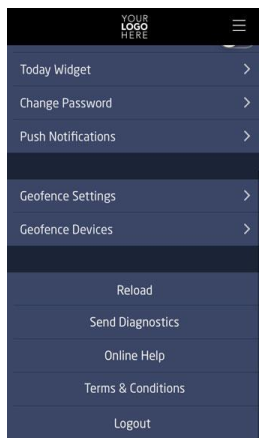 YOUR
LOGO
HERE
Today Widget
Change Password
Push Notifications
Geofence Settings
Geofence Devices
Reload
Send Diagnostics
Online Help
Terms & Conditions
Logout